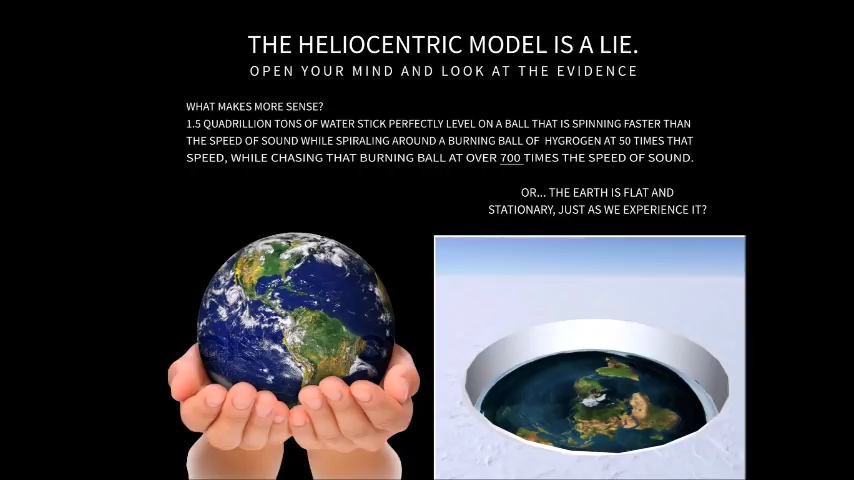 THE HELIOCENTRIC MODEL IS A LIE.
OPEN YOUR MIND AND LOOK AT THE EVIDENCE
WHAT MAKES MORE SENSE?
1.5 QUADRILLION TONS OF WATER STICK PERFECTLY LEVEL ON A BALL THAT IS SPINNING FASTER THAN
THE SPEED OF SOUND WHILE SPIRALING AROUND A BURNING BALL OF HYGROGEN AT 50 TIMES THAT
SPEED, WHILE CHASING THAT BURNING BALL AT OVER 700 TIMES THE SPEED OF SOUND.
OR... THE EARTH IS FLAT AND
STATIONARY, JUST AS WE EXPERIENCE IT?